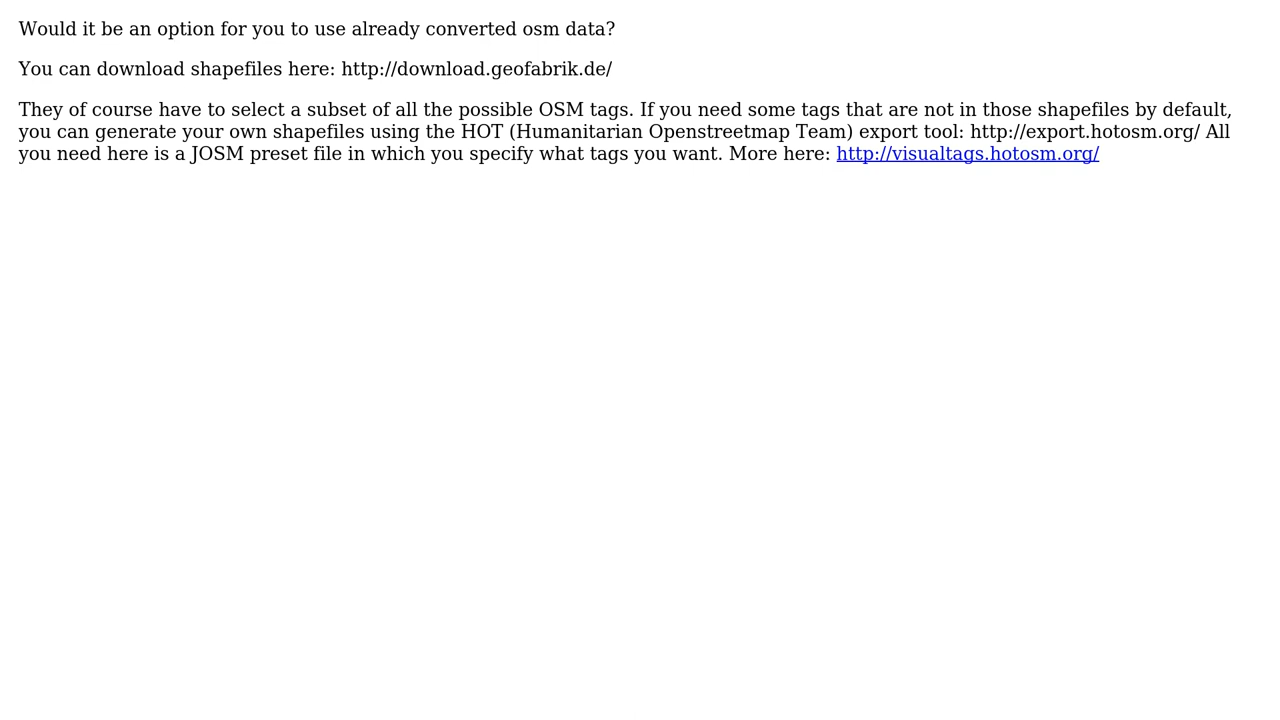 Would it be an option for you to use already converted osm data?
You can download shapefiles here: http://download.geofabrik.de/
They of course have to select a subset of all the possible OSM tags. If you need some tags that are not in those shapefiles by default,
you can generate your own shapefiles using the HOT (Humanitarian Openstreetmap Team) export tool: http://export.hotosm.org/ All
you need here is a JOSM preset file in which you specify what tags you want. More here: http://visualtags.hotosm.org/